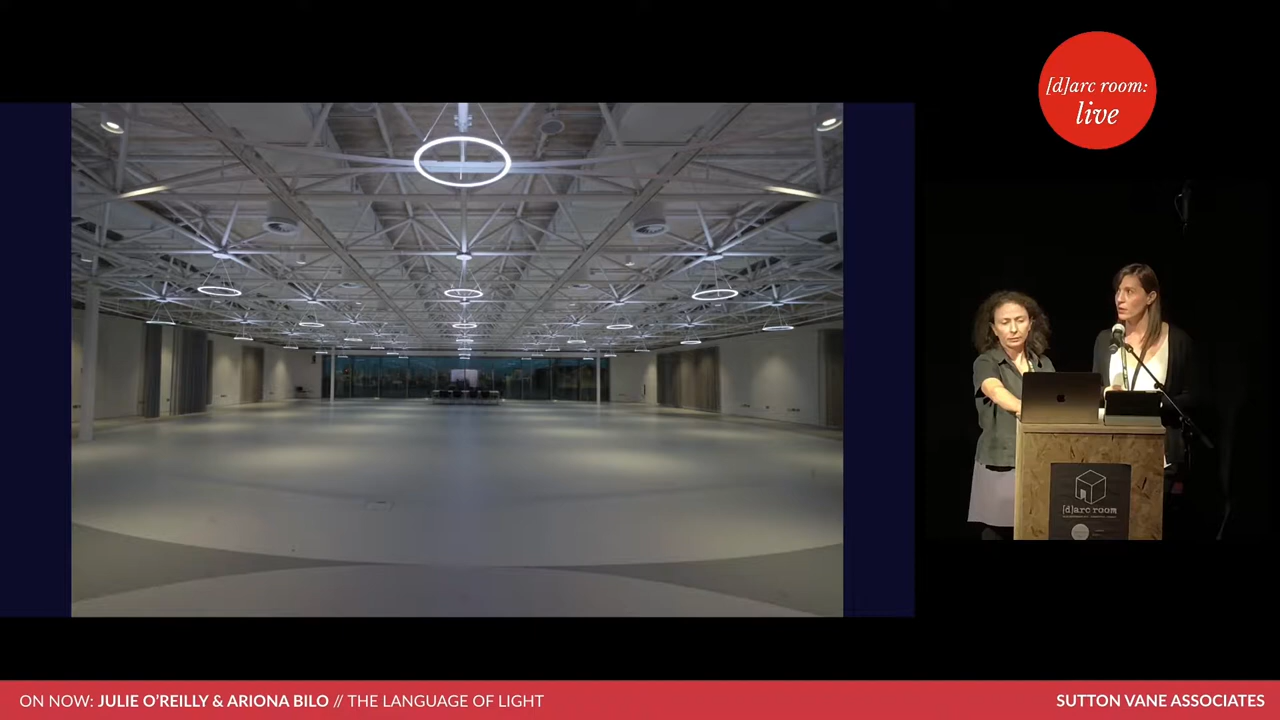 [d]arc room:
live
[d]arc room
ON NOW: JULIE O'REILLY & ARIONA BILO // THE LANGUAGE OF LIGHT
SUTTON VANE ASSOCIATES